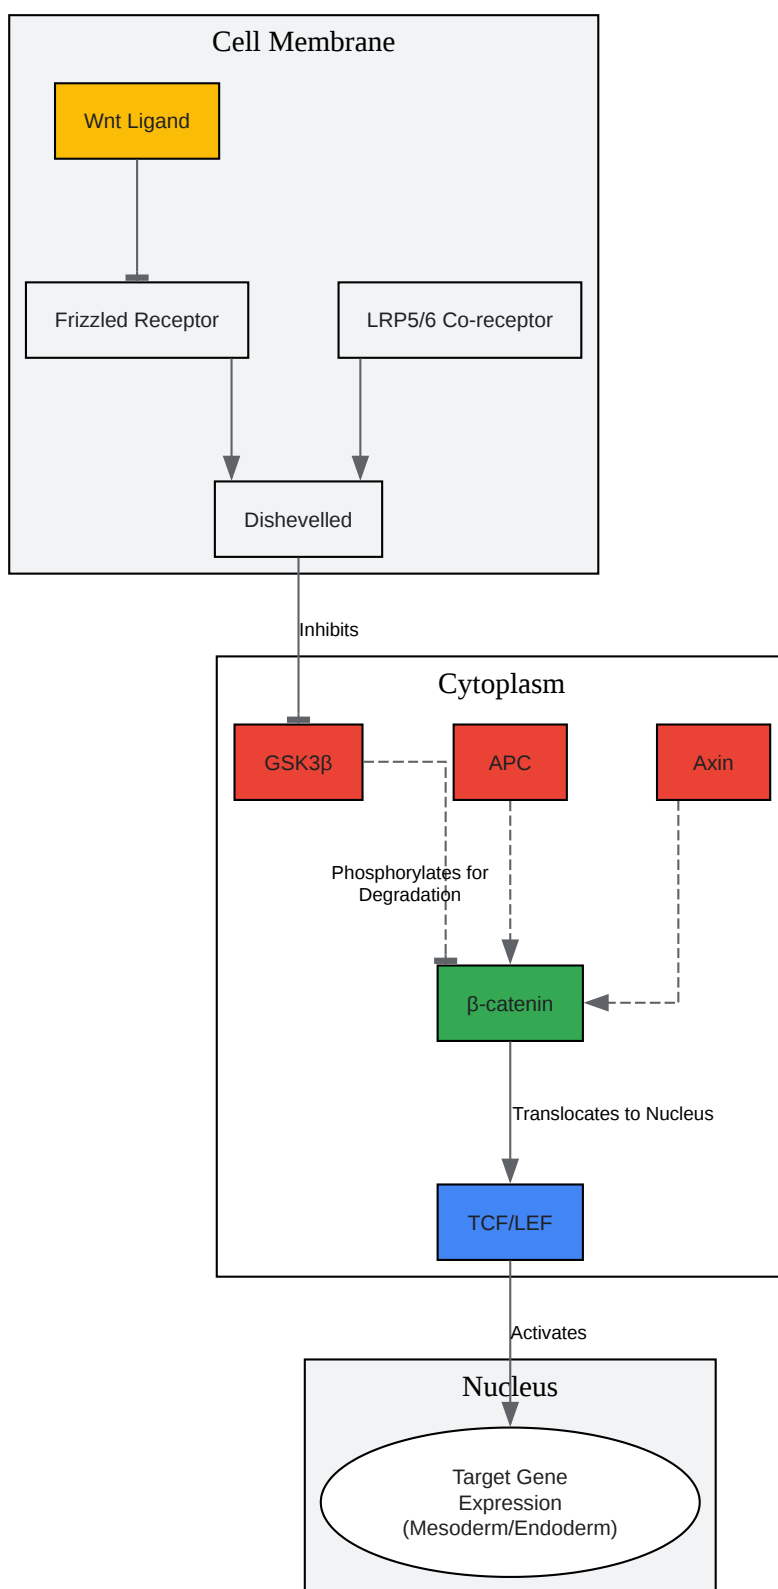 Cell Membrane
Wnt Ligand
Frizzled Receptor
LRP5/6 Co-receptor
Dishevelled
Inhibits
Cytoplasm
GSK3β
APC
Axin
Phosphorylates for
Degradation
β-catenin
Translocates to Nucleus
TCF/LEF
Activates
Nucleus
Target Gene
Expression
(Mesoderm/Endoderm)